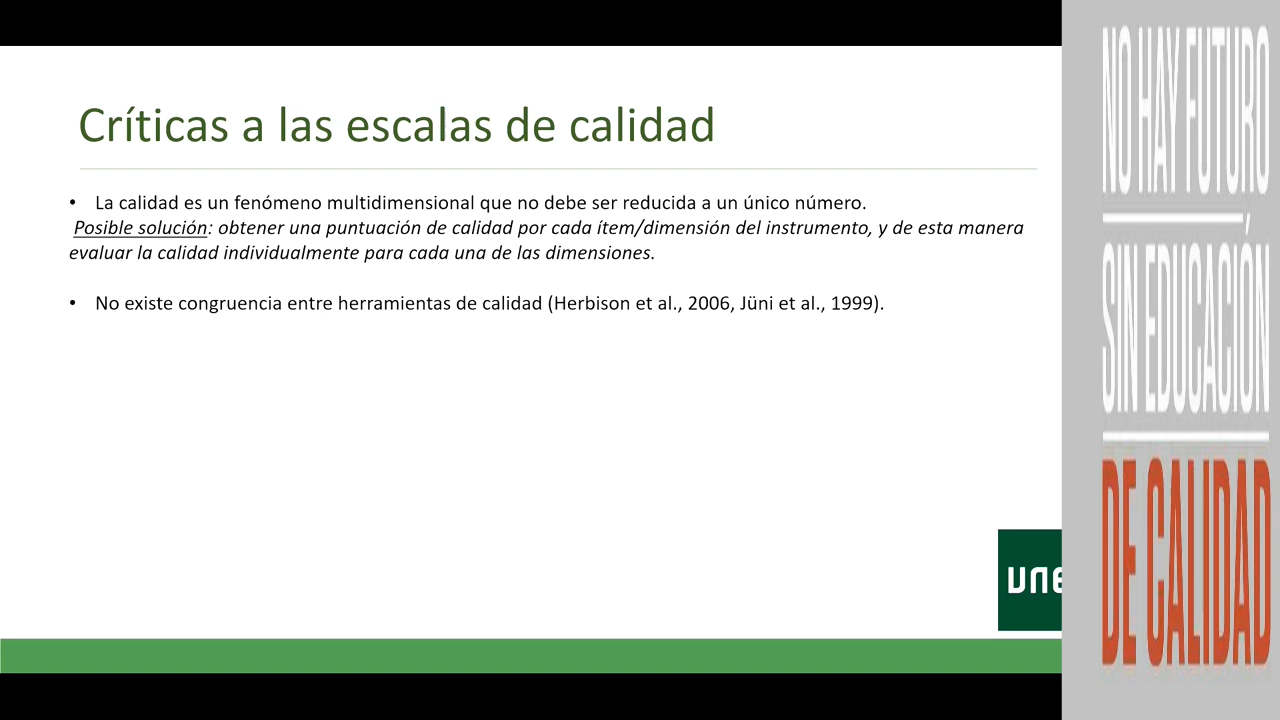 Críticas a las escalas de calidad
• La calidad es un fenómeno multidimensional que no debe ser reducida a un único número.
Posible solución: obtener una puntuación de calidad por cada ítem/dimensión del instrumento, y de esta manera
evaluar la calidad individualmente para cada una de las dimensiones.
• No existe congruencia entre herramientas de calidad (Herbison et al., 2006, Jüni et al., 1999).
NO HAY FUTURO
SIN EDUCACIÓN
DE CALIDAD